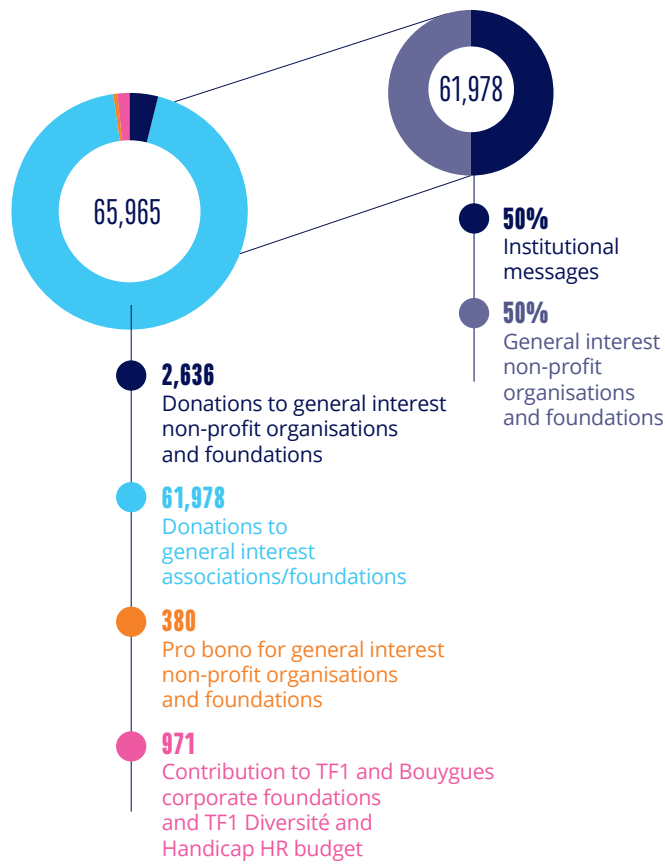 61,978
65,965
50%
Institutional
messages
50%
General interest
non-profit
organisations
and foundations
2,636
Donations to general interest
non-profit organisations
and foundations
61,978
Donations to
general interest
associations/foundations
380
Pro bono for general interest
non-profit organisations
and foundations
971
Contribution to TF1 and Bouygues
corporate foundations
and TF1 Diversité and
Handicap HR budget